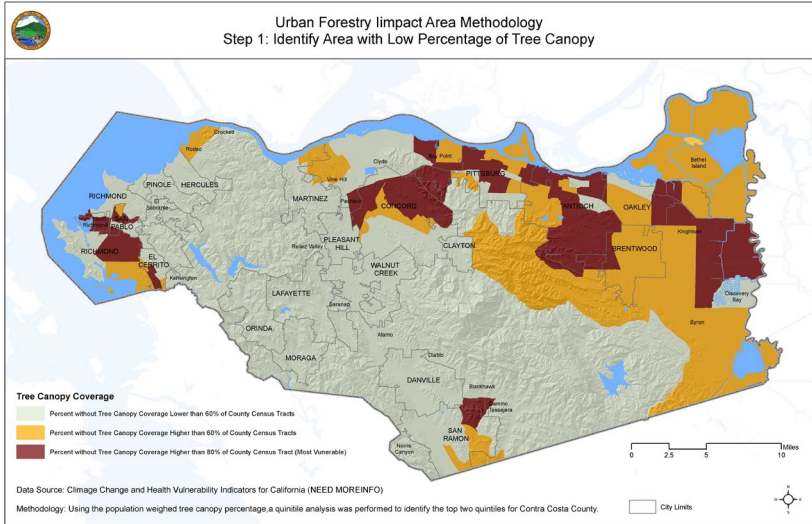 Urban Forestry Iimpact Area Methodology
Step 1: Identify Area with Low Percentage of Tree Canopy
Crockett
Rodeo
Bethel
Island
Clyde
Bay Point
Vine Hill
PITTSBURG
PINOLE
HERCULES
RICHMOND
MARTINEZ
Pacheco
El
Sobrante
CONCORD
ANTIOCH
OAKLEY
North
Richmond
SAN
PABLO
Knightsen
RICHMOND
EL
CERRITO
Reliez Valley
PLEASANT
HILL
CLAYTON
BRENTWOOD
Kensington
WALNUT
CREEK
Discovery
Bay
LAFAYETTE
Saranap
Byron
ORINDA
Alamo
MORAGA
Diablo
DANVILLE
Blackhawk
Camino
Tassajara
SAN
RAMON
Norris
Canyon
Tree Canopy Coverage
Percent without Tree Canopy Coverage Lower than 60% of County Census Tracts
Percent without Tree Canopy Coverage Higher than 60% of County Census Tracts
Percent without Tree Canopy Coverage Higher than 80% of County Census Tract (Most Vunerable)
Miles
0 2.5 5 10
Data Source: Climage Change and Health Vulnerability Indicators for California (NEED MOREINFO)
Methodology: Using the population weighed tree canopy percentage,a quinitile analysis was performed to identify the top two quintiles for Contra Costa County.
City Limits
N